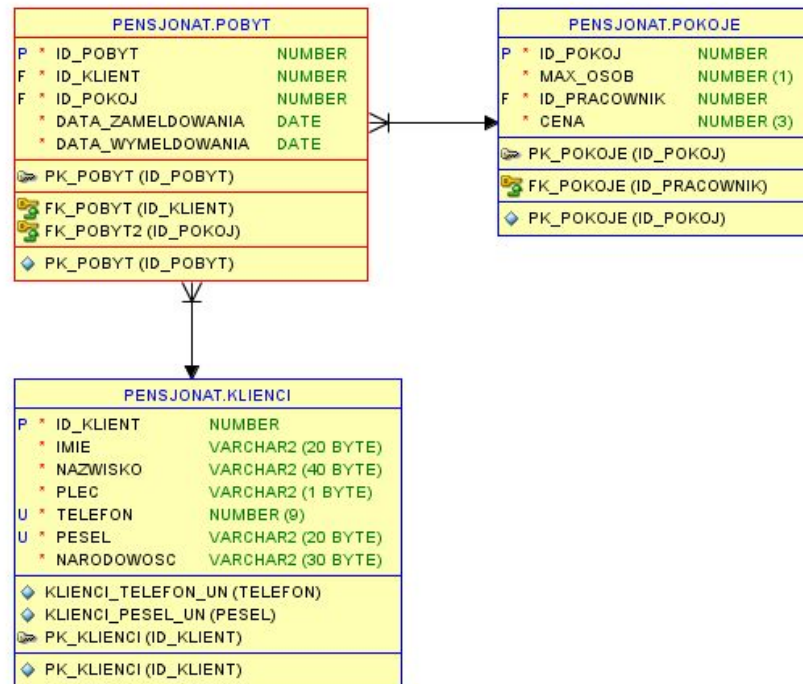 PENSJONAT.POBYT
P * ID_POBYT NUMBER
F * ID_KLIENT NUMBER
F * ID_POKOJ NUMBER
* DATA_ZAMELDOWANIA DATE
* DATA_WYMELDOWANIA DATE
PK_POBYT (ID_POBYT)
FK_POBYT (ID_KLIENT)
FK_POBYT2 (ID_POKOJ)
PK_POBYT (ID_POBYT)
PENSJONAT.POKOJE
P * ID_POKOJ NUMBER
* MAX_OSOB NUMBER (1)
F * ID_PRACOWNIK NUMBER
* CENA NUMBER (3)
PK_POKOJE (ID_POKOJ)
FK_POKOJE (ID_PRACOWNIK)
PK_POKOJE (ID_POKOJ)
PENSJONAT.KLIENCI
P * ID_KLIENT NUMBER
* IMIE VARCHAR2 (20 BYTE)
* NAZWISKO VARCHAR2 (40 BYTE)
* PLEC VARCHAR2 (1 BYTE)
U * TELEFON NUMBER (9)
U * PESEL VARCHAR2 (20 BYTE)
* NARODOWOSC VARCHAR2 (30 BYTE)
KLIENCI_TELEFON_UN (TELEFON)
KLIENCI_PESEL_UN (PESEL)
PK_KLIENCI (ID_KLIENT)
PK_KLIENCI (ID_KLIENT)